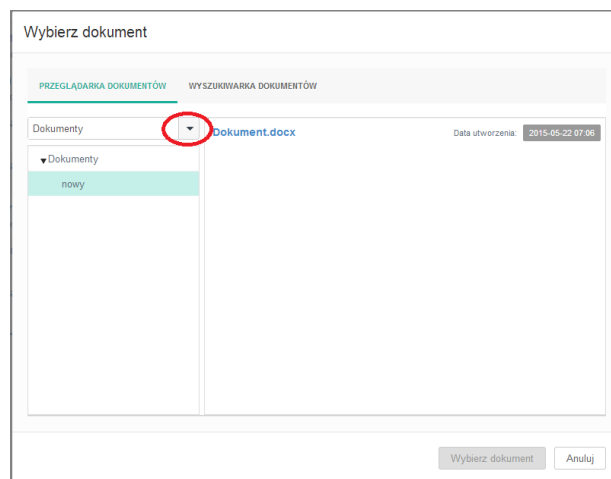 Wybierz dokument
PRZEGLĄDARKA DOKUMENTÓW WYSZUKIWARKA DOKUMENTÓW
Dokumenty
Dokument.docx Data utworzenia: 2015-05-22 07:06
Dokumenty
nowy
Wybierz dokument Anuluj